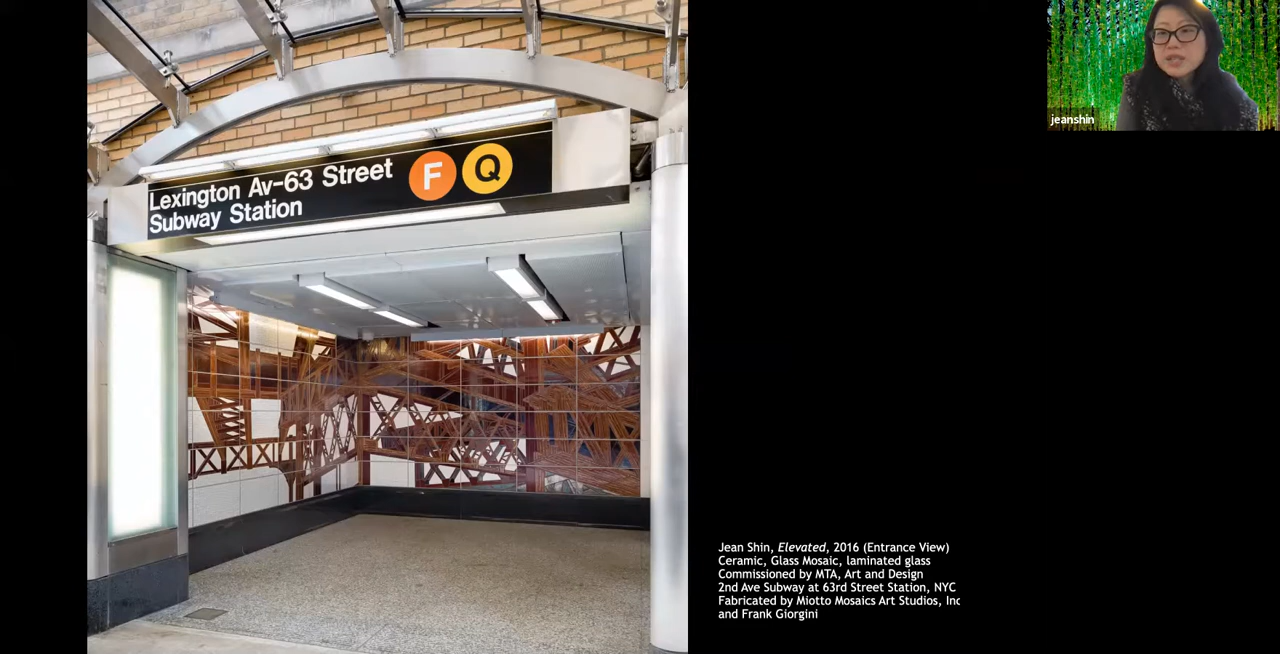 Lexington Av-63 Street
Subway Station
F Q
jeanshin
Jean Shin, Elevated, 2016 (Entrance View)
Ceramic, Glass Mosaic, laminated glass
Commissioned by MTA, Art and Design
2nd Ave Subway at 63rd Street Station, NYC
Fabricated by Miotto Mosaics Art Studios, Inc
and Frank Giorgini